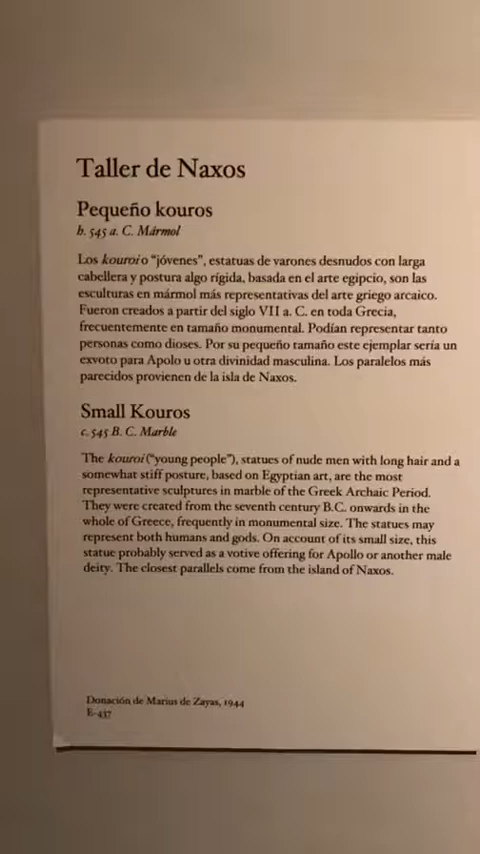 Taller de Naxos
Pequeño kouros
h. 545 a. C. Mármol
Los kouroi o “jóvenes”, estatuas de varones desnudos con larga
cabellera y postura algo rígida, basada en el arte egipcio, son las
esculturas en mármol más representativas del arte griego arcaico.
Fueron creados a partir del siglo VII a. C. en toda Grecia,
frecuentemente en tamaño monumental. Podían representar tanto
personas como dioses. Por su pequeño tamaño este ejemplar sería un
exvoto para Apolo u otra divinidad masculina. Los paralelos más
parecidos provienen de la isla de Naxos.
Small Kouros
c. 545 B. C. Marble
The kouroi (“young people”), statues of nude men with long hair and a
somewhat stiff posture, based on Egyptian art, are the most
representative sculptures in marble of the Greek Archaic Period.
They were created from the seventh century B.C. onwards in the
whole of Greece, frequently in monumental size. The statues may
represent both humans and gods. On account of its small size, this
statue probably served as a votive offering for Apollo or another male
deity. The closest parallels come from the island of Naxos.
Donación de Marius de Zayas, 1944
E-437